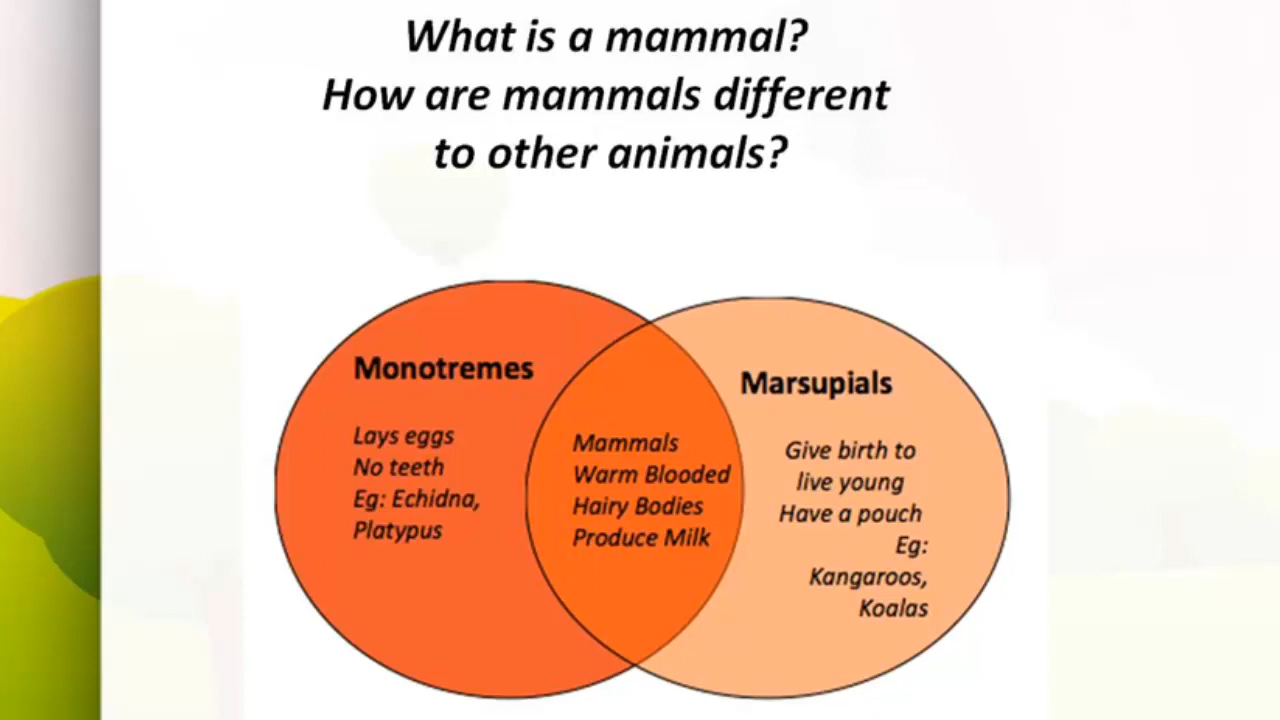 What is a mammal?
How are mammals different
to other animals?
Monotremes
Lays eggs
No teeth
Eg: Echidna,
Platypus
Mammals
Warm Blooded
Hairy Bodies
Produce Milk
Marsupials
Give birth to
live young
Have a pouch
Eg:
Kangaroos,
Koalas